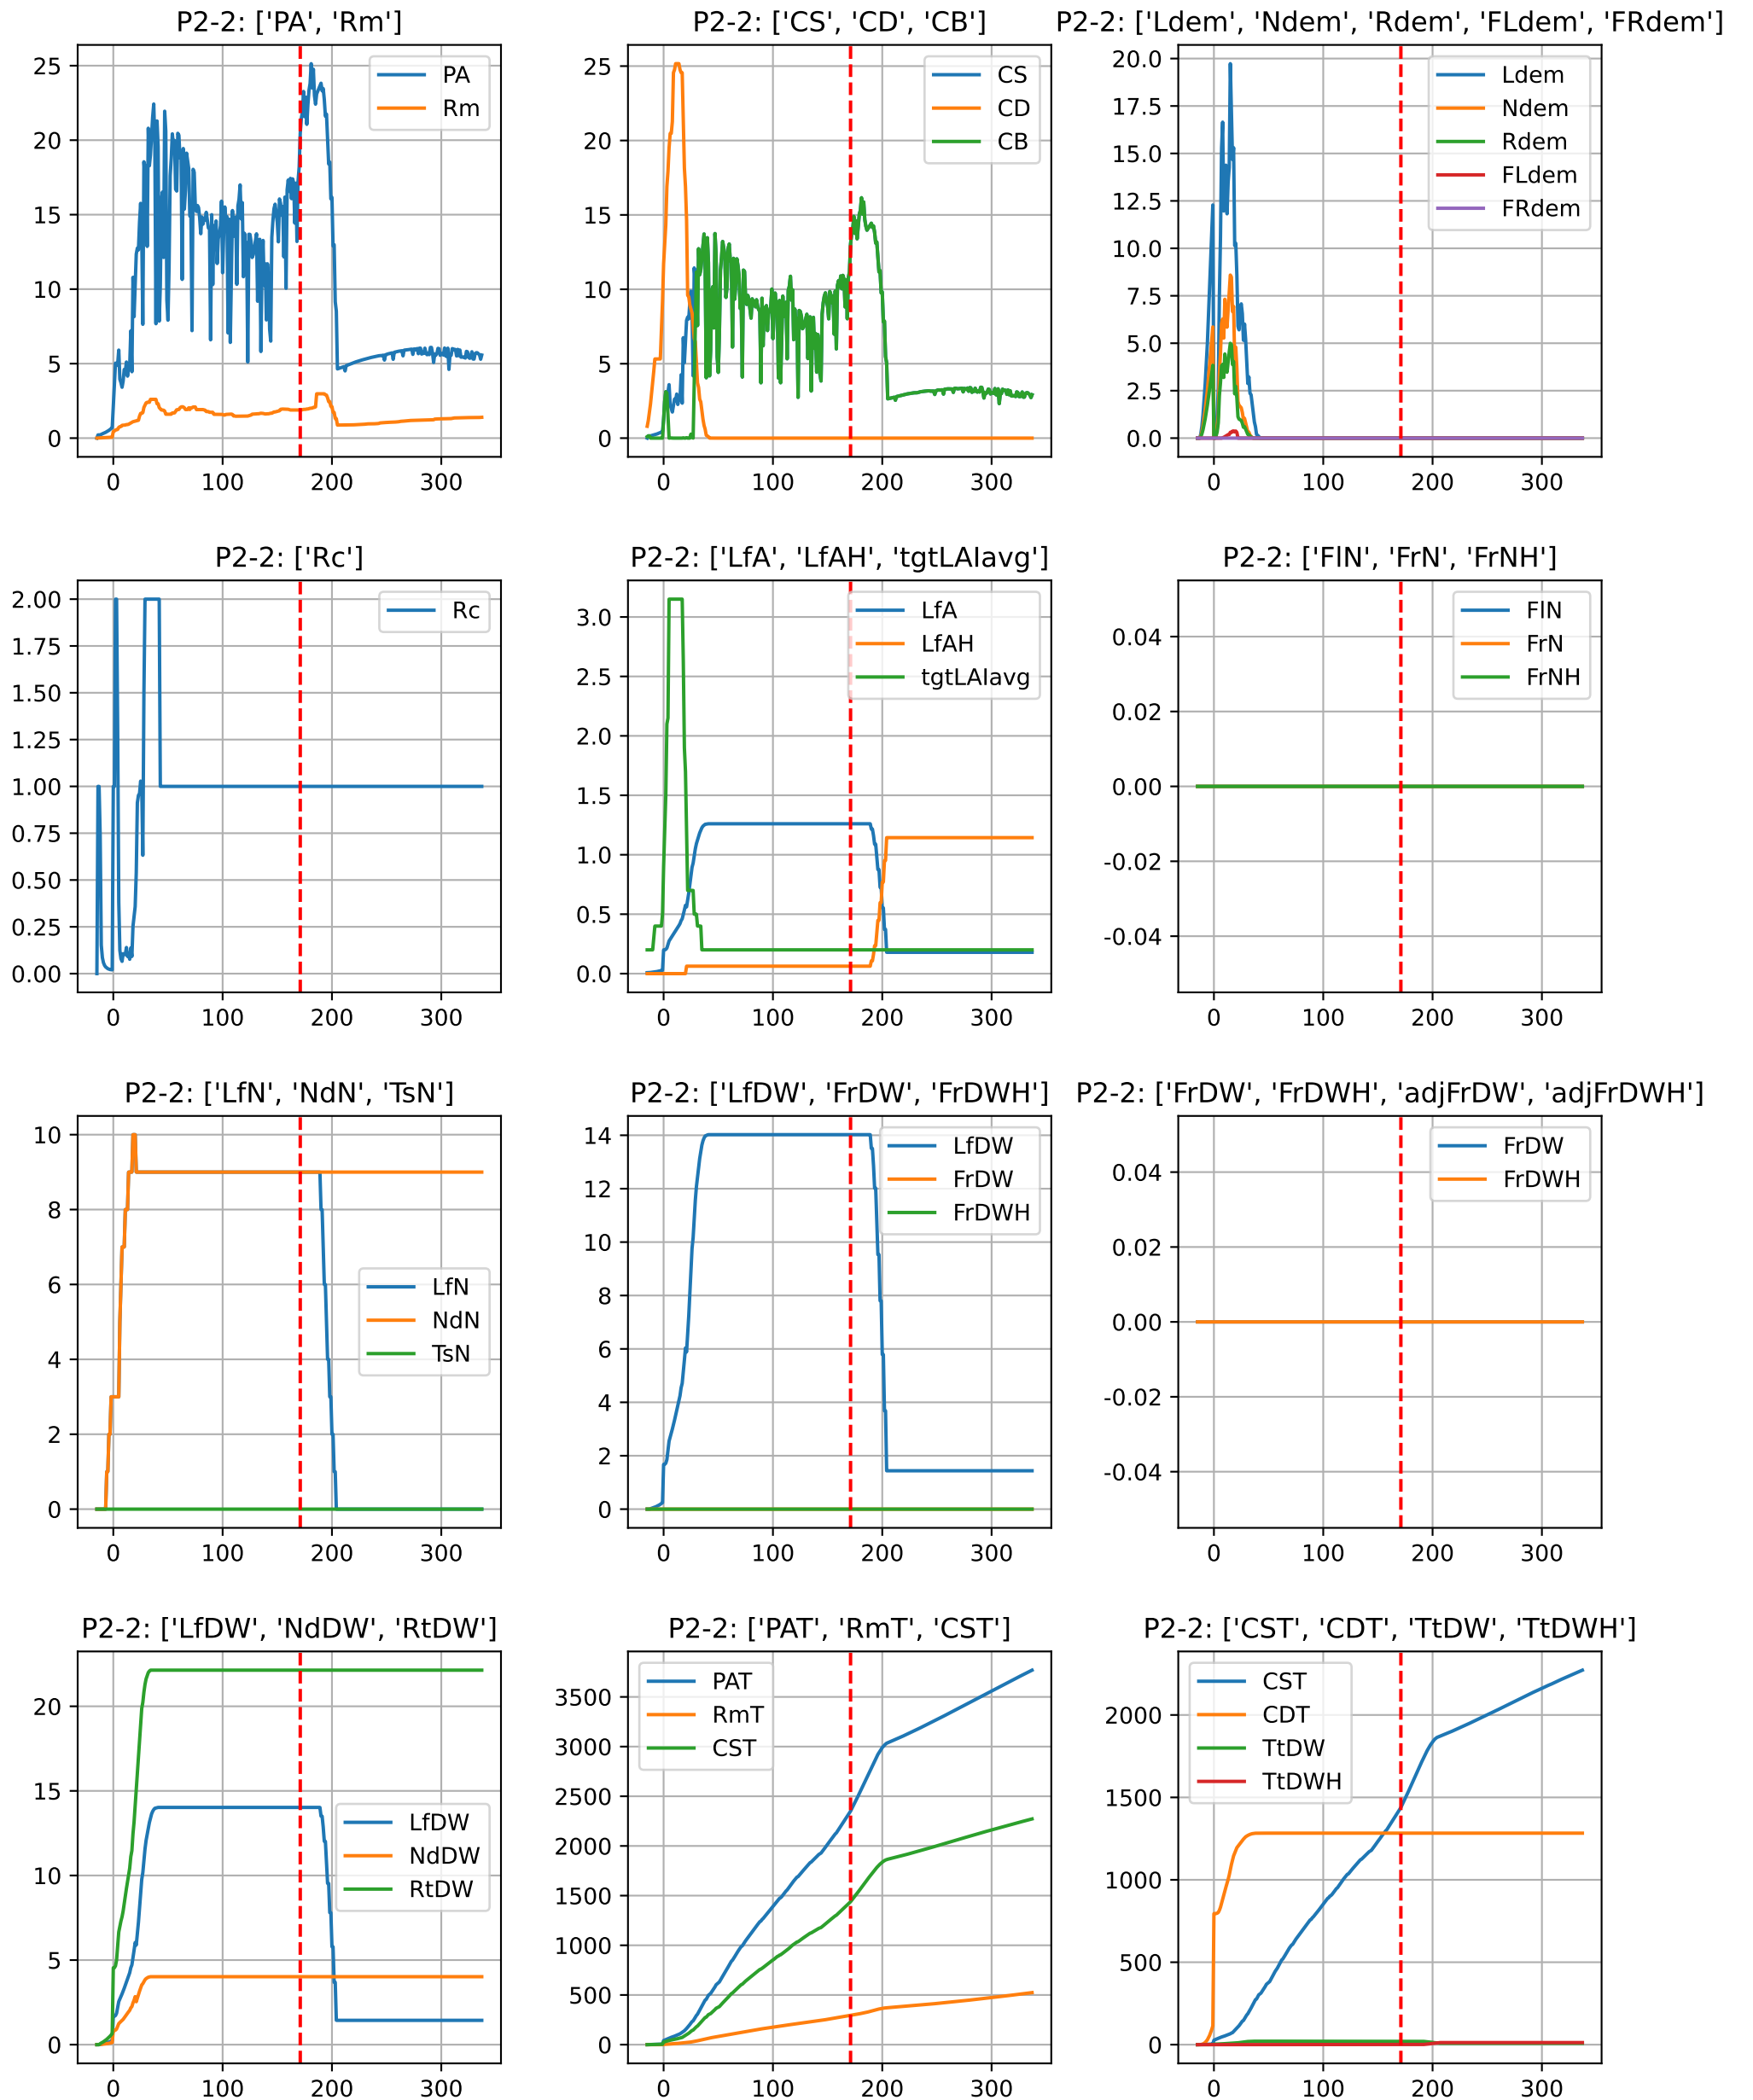 P2-2: ['PA', 'Rm']
25
20
15
10
5
0
0 100 200 300
PA
Rm
P2-2: ['CS', 'CD', 'CB']
25
20
15
10
5
0
0 100 200 300
CS
CD
CB
P2-2: ['Ldem', 'Ndem', 'Rdem', 'FLdem', 'FRdem']
20.0
17.5
15.0
12.5
10.0
7.5
5.0
2.5
0.0
0 100 200 300
Ldem
Ndem
Rdem
FLdem
FRdem
P2-2: ['Rc']
2.00
1.75
1.50
1.25
1.00
0.75
0.50
0.25
0.00
0 100 200 300
Rc
P2-2: ['LfA', 'LfAH', 'tgtLAIavg']
3.0
2.5
2.0
1.5
1.0
0.5
0.0
0 100 200 300
LfA
LfAH
tgtLAIavg
P2-2: ['FlN', 'FrN', 'FrNH']
0.04
0.02
0.00
-0.02
-0.04
0 100 200 300
FlN
FrN
FrNH
P2-2: ['LfN', 'NdN', 'TsN']
10
8
6
4
2
0
0 100 200 300
LfN
NdN
TsN
P2-2: ['LfDW', 'FrDW', 'FrDWH']
14
12
10
8
6
4
2
0
0 100 200 300
LfDW
FrDW
FrDWH
P2-2: ['FrDW', 'FrDWH', 'adjFrDW', 'adjFrDWH']
0.04
0.02
0.00
-0.02
-0.04
0 100 200 300
FrDW
FrDWH
P2-2: ['LfDW', 'NdDW', 'RtDW']
20
15
10
5
0
0 100 200 300
LfDW
NdDW
RtDW
P2-2: ['PAT', 'RmT', 'CST']
3500
3000
2500
2000
1500
1000
500
0
0 100 200 300
PAT
RmT
CST
P2-2: ['CST', 'CDT', 'TtDW', 'TtDWH']
2000
1500
1000
500
0
0 100 200 300
CST
CDT
TtDW
TtDWH